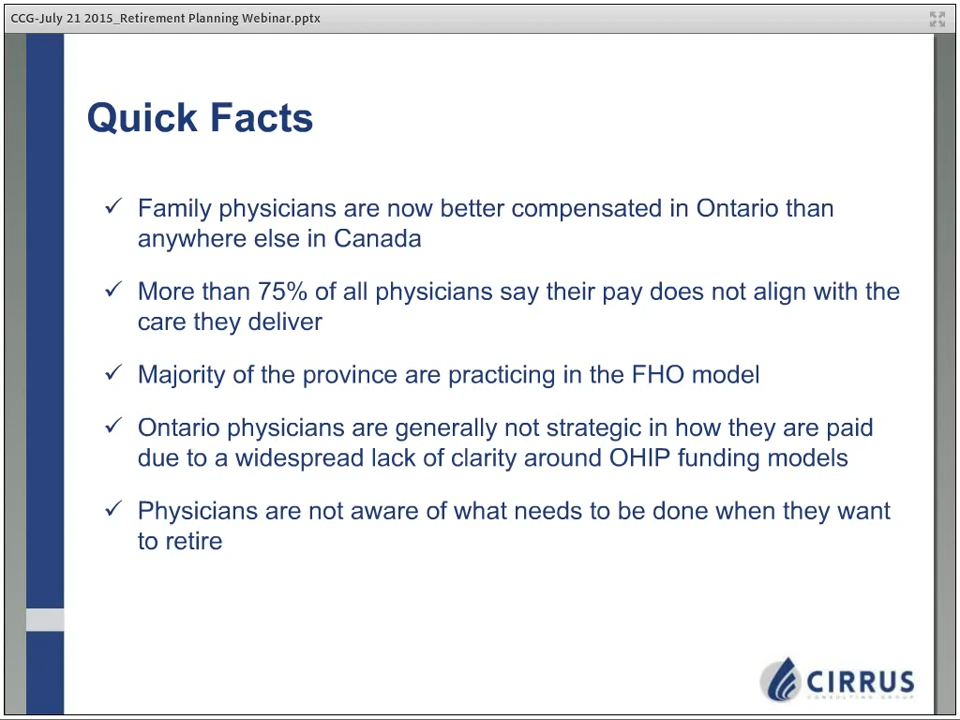 CCG-July 21 2015_Retirement Planning Webinar.pptx
Quick Facts
✓ Family physicians are now better compensated in Ontario than
anywhere else in Canada
✓ More than 75% of all physicians say their pay does not align with the
care they deliver
✓ Majority of the province are practicing in the FHO model
✓ Ontario physicians are generally not strategic in how they are paid
due to a widespread lack of clarity around OHIP funding models
✓ Physicians are not aware of what needs to be done when they want
to retire
CIRRUS
CONSULTING GROUP